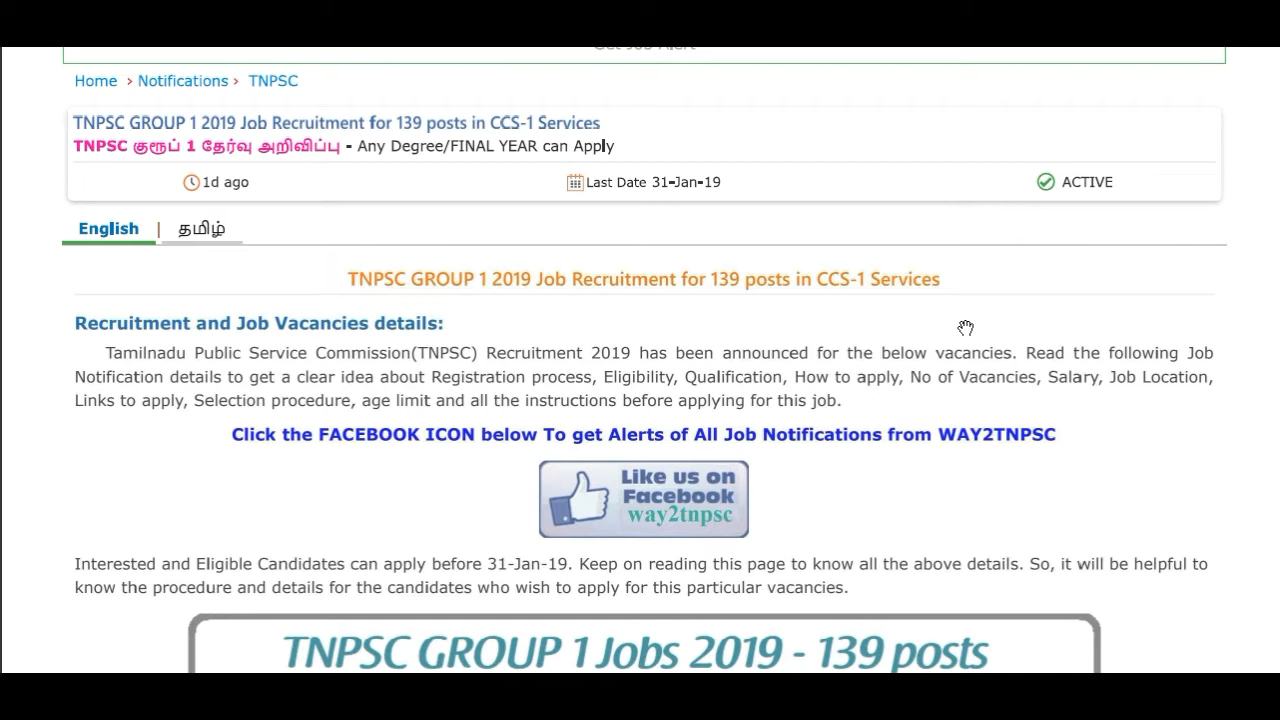 Get Job Alert
Home > Notifications > TNPSC
TNPSC GROUP 1 2019 Job Recruitment for 139 posts in CCS-1 Services
TNPSC குரூப் 1 தேர்வு அறிவிப்பு - Any Degree/FINAL YEAR can Apply
1d ago Last Date 31-Jan-19 ACTIVE
English | தமிழ்
TNPSC GROUP 1 2019 Job Recruitment for 139 posts in CCS-1 Services
Recruitment and Job Vacancies details:
Tamilnadu Public Service Commission(TNPSC) Recruitment 2019 has been announced for the below vacancies. Read the following Job
Notification details to get a clear idea about Registration process, Eligibility, Qualification, How to apply, No of Vacancies, Salary, Job Location,
Links to apply, Selection procedure, age limit and all the instructions before applying for this job.
Click the FACEBOOK ICON below To get Alerts of All Job Notifications from WAY2TNPSC
Like us on
Facebook
way2tnpsc
Interested and Eligible Candidates can apply before 31-Jan-19. Keep on reading this page to know all the above details. So, it will be helpful to
know the procedure and details for the candidates who wish to apply for this particular vacancies.
TNPSC GROUP 1 Jobs 2019 - 139 posts